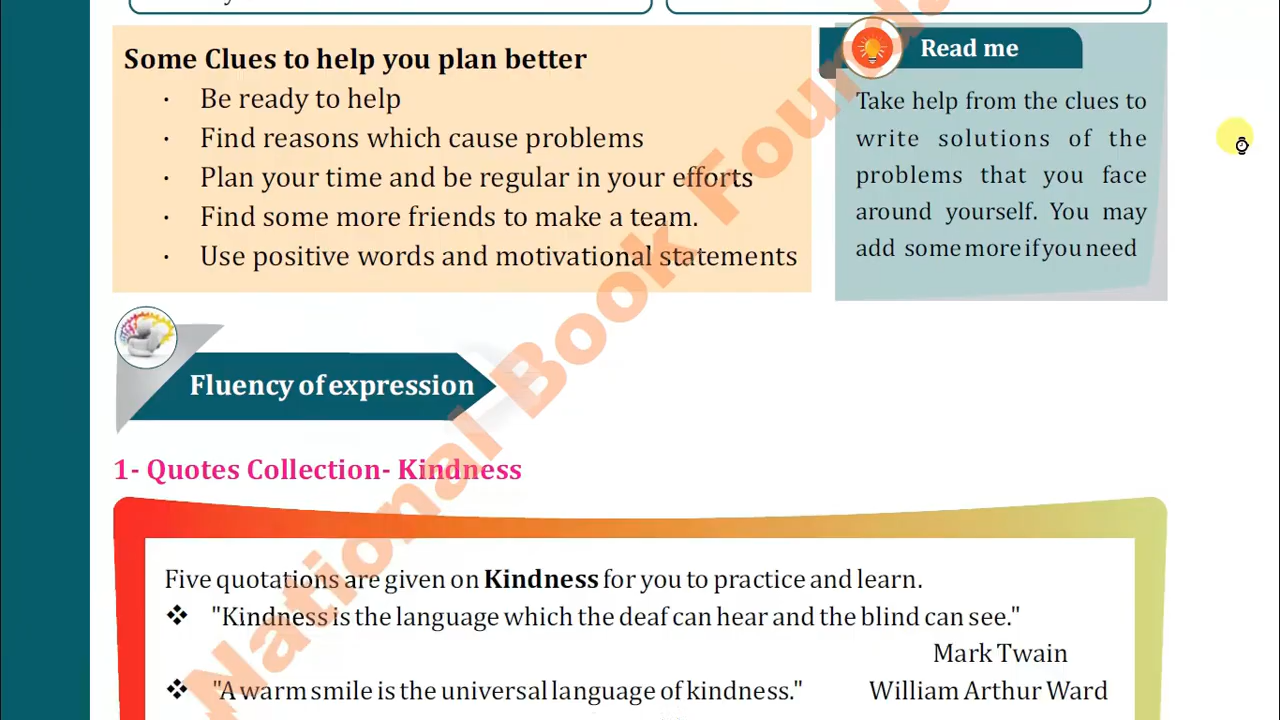 Some Clues to help you plan better
· Be ready to help
· Find reasons which cause problems
· Plan your time and be regular in your efforts
· Find some more friends to make a team.
· Use positive words and motivational statements
Read me
Take help from the clues to
write solutions of the
problems that you face
around yourself. You may
add some more if you need
Fluency of expression
1- Quotes Collection- Kindness
Five quotations are given on Kindness for you to practice and learn.
❖ "Kindness is the language which the deaf can hear and the blind can see."
Mark Twain
❖ "A warm smile is the universal language of kindness." William Arthur Ward
National Book Founda